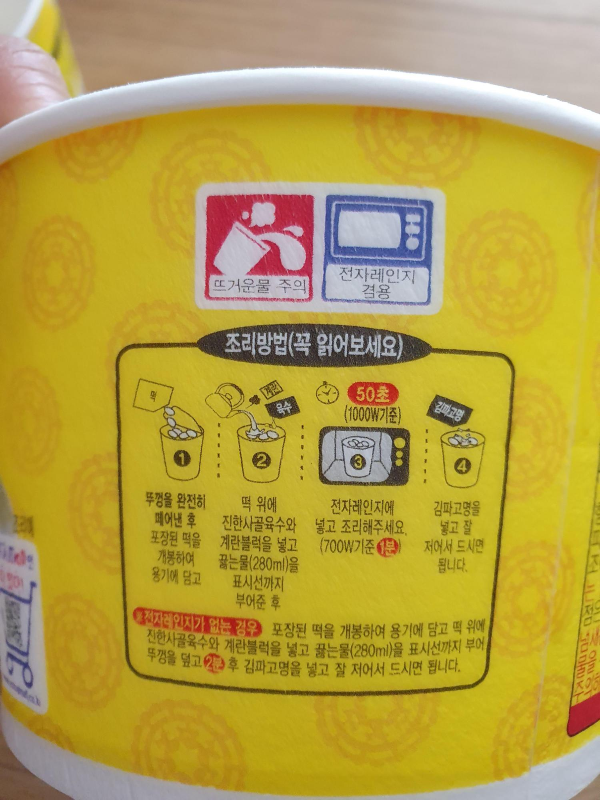 뜨거운물 주의
전자레인지
겸용
조리방법(꼭 읽어보세요)
떡
1
뚜껑을 완전히
떼어낸 후
포장된 떡을
개봉하여
용기에 담고
계란
육수
2
떡 위에
진한사골육수와
계란블럭을 넣고
끓는물(280ml)을
표시선까지
부어준 후
50초
(1000W기준)
3
전자레인지에
넣고 조리해주세요.
(700W기준 1분)
김파고명
4
김파고명을
넣고 잘
저어서 드시면
됩니다.
※전자레인지가 없는 경우 포장된 떡을 개봉하여 용기에 담고 떡 위에
진한사골육수와 계란블럭을 넣고 끓는물(280ml)을 표시선까지 부어
뚜껑을 덮고 2분 후 김파고명을 넣고 잘 저어서 드시면 됩니다.